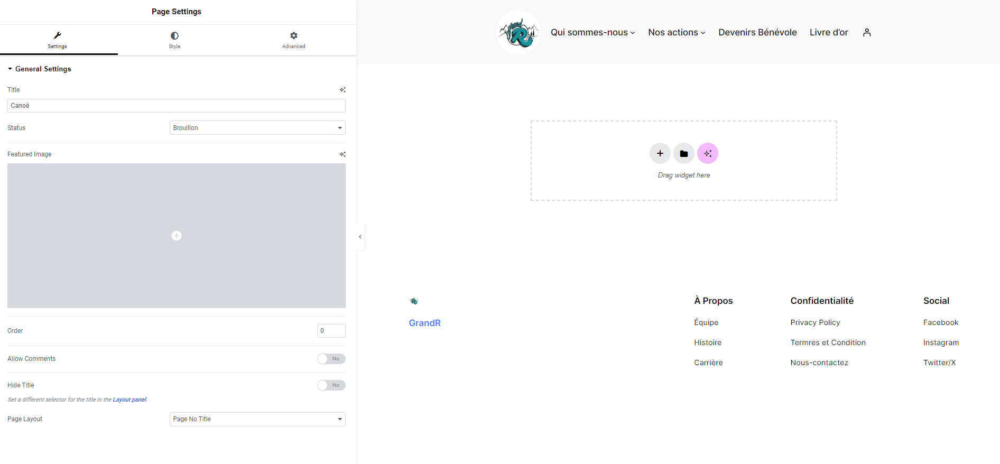 Page Settings
Settings
Style
Advanced
General Settings
Title
Canoë
Status
Brouillon
Featured Image
Order
0
Allow Comments
No
Hide Title
No
Set a different selector for the title in the Layout panel.
Page Layout
Page No Title
Grand R
Qui sommes-nous
Nos actions
Devenirs Bénévole
Livre d’or
Drag widget here
GrandR
À Propos
Équipe
Histoire
Carrière
Confidentialité
Privacy Policy
Termres et Condition
Nous-contactez
Social
Facebook
Instagram
Twitter/X